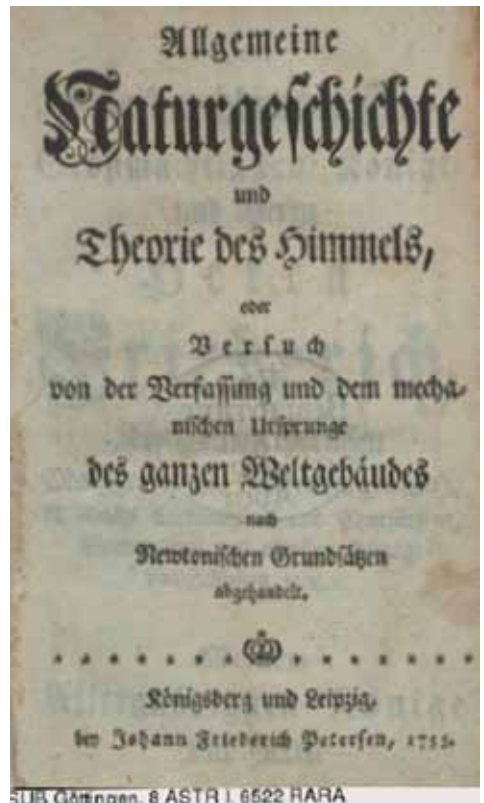 Allgemeine
Naturgeſchichte
und
Theorie des Himmels,
oder
Verſuch
von der Verfaſſung und dem mecha-
niſchen Urſprunge
des ganzen Weltgebäudes
nach
Newtoniſchen Grundſätzen
abgehandelt.
Königsberg und Leipzig,
bey Johann Friederich Peterſen, 1755.
SUB Göttingen, 8 ASTR I, 6522 RARA